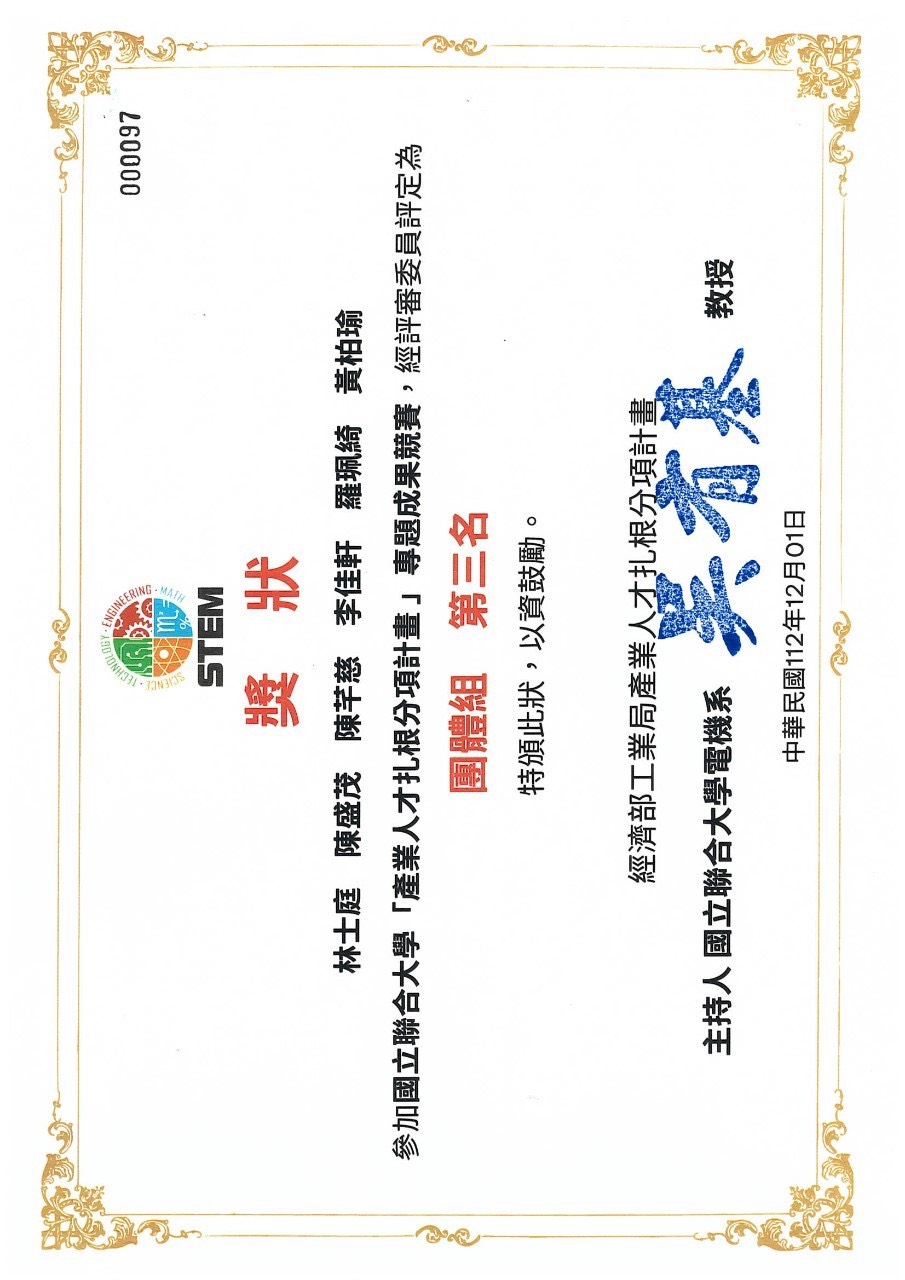 000097
SCIENCE · TECHNOLOGY · ENGINEERING · MATH
STEM
獎 狀
林士庭 陳盛茂 陳芊慈 李佳軒 羅珮綺 黃柏瑜
參加國立聯合大學「產業人才扎根分項計畫」專題成果競賽，經評審委員評定為
團體組 第三名
特頒此狀，以資鼓勵。
經濟部工業局產業人才扎根分項計畫
主持人 國立聯合大學電機系 吳有基 教授
中華民國112年12月01日